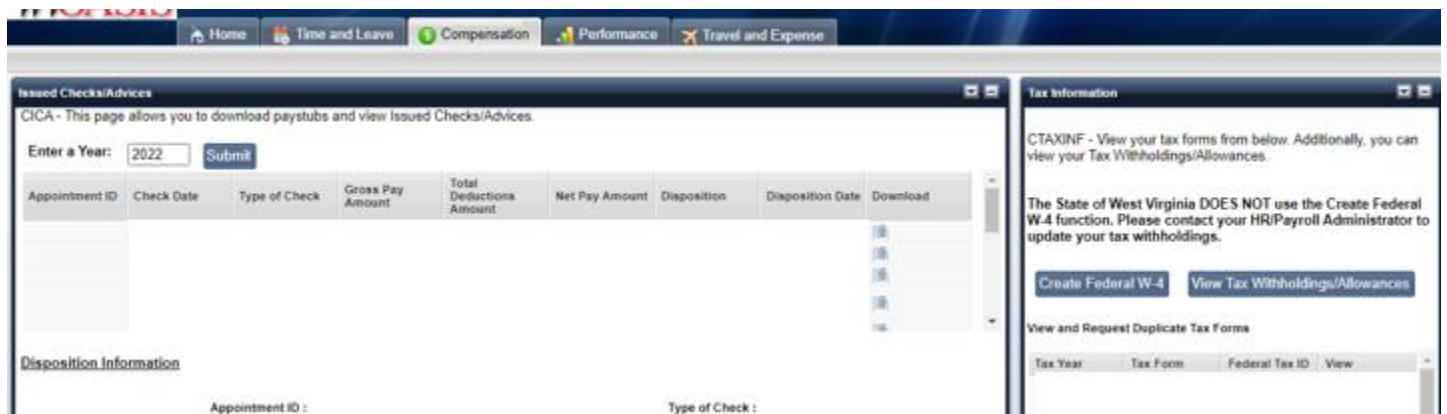 Home Time and Leave Compensation Performance Travel and Expense
Issued Checks/Advices
CICA - This page allows you to download paystubs and view Issued Checks/Advices.
Enter a Year: 2022 Submit
Appointment ID Check Date Type of Check Gross Pay Amount Total Deductions Amount Net Pay Amount Disposition Disposition Date Download
Disposition Information
Appointment ID : Type of Check :
Tax Information
CTAXINF - View your tax forms from below. Additionally, you can
view your Tax Withholdings/Allowances.
The State of West Virginia DOES NOT use the Create Federal
W-4 function. Please contact your HR/Payroll Administrator to
update your tax withholdings.
Create Federal W-4 View Tax Withholdings/Allowances
View and Request Duplicate Tax Forms
Tax Year Tax Form Federal Tax ID View